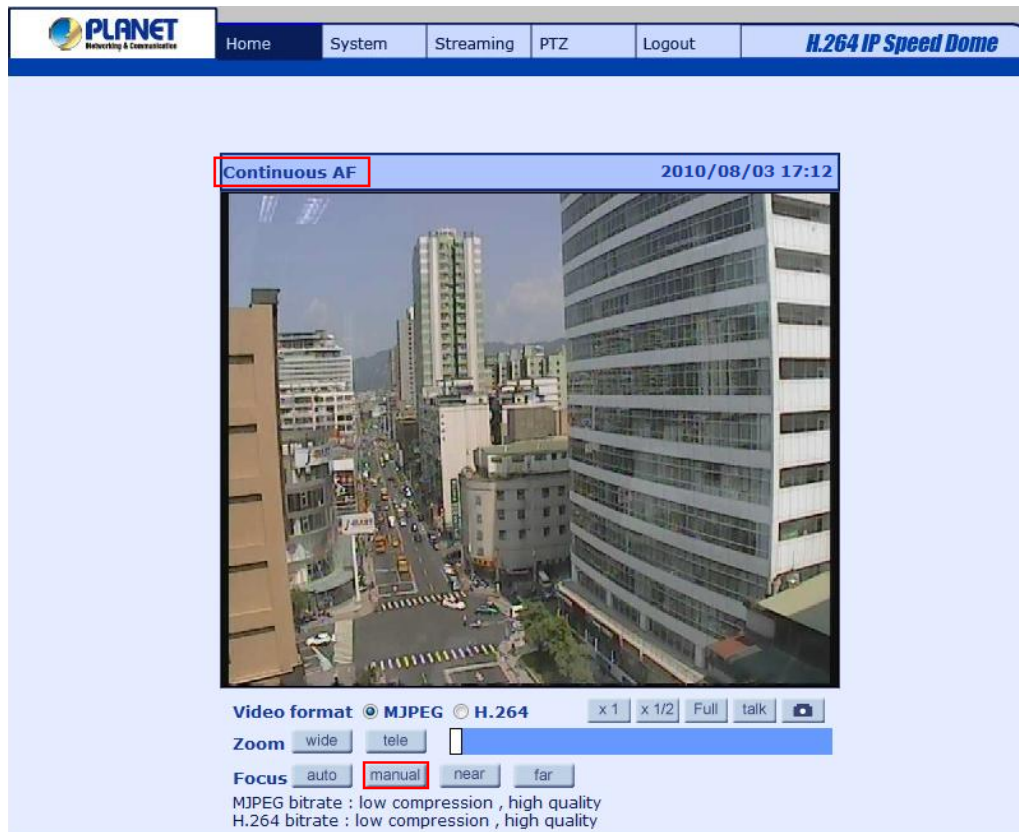 PLANET
Networking & Communication
Home System Streaming PTZ Logout H.264 IP Speed Dome
Continuous AF 2010/08/03 17:12
Video format MJPEG H.264 x 1 x 1/2 Full talk
Zoom wide tele
Focus auto manual near far
MJPEG bitrate : low compression , high quality
H.264 bitrate : low compression , high quality